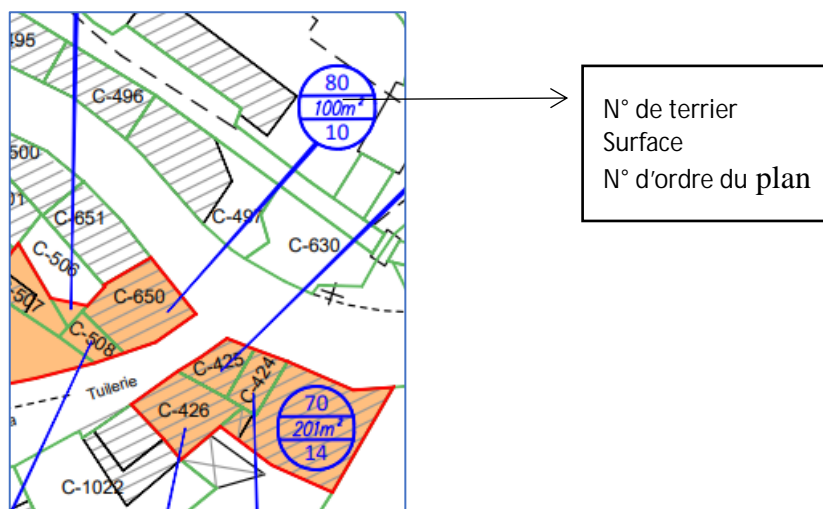 495
C-496
80
100m²
10
N° de terrier
Surface
N° d'ordre du plan
500
01
C-651
C-497
C-630
C-506
C-650
C-507
C-508
C-425
C-424
Tuilerie
a
C-426
70
201m²
14
C-1022